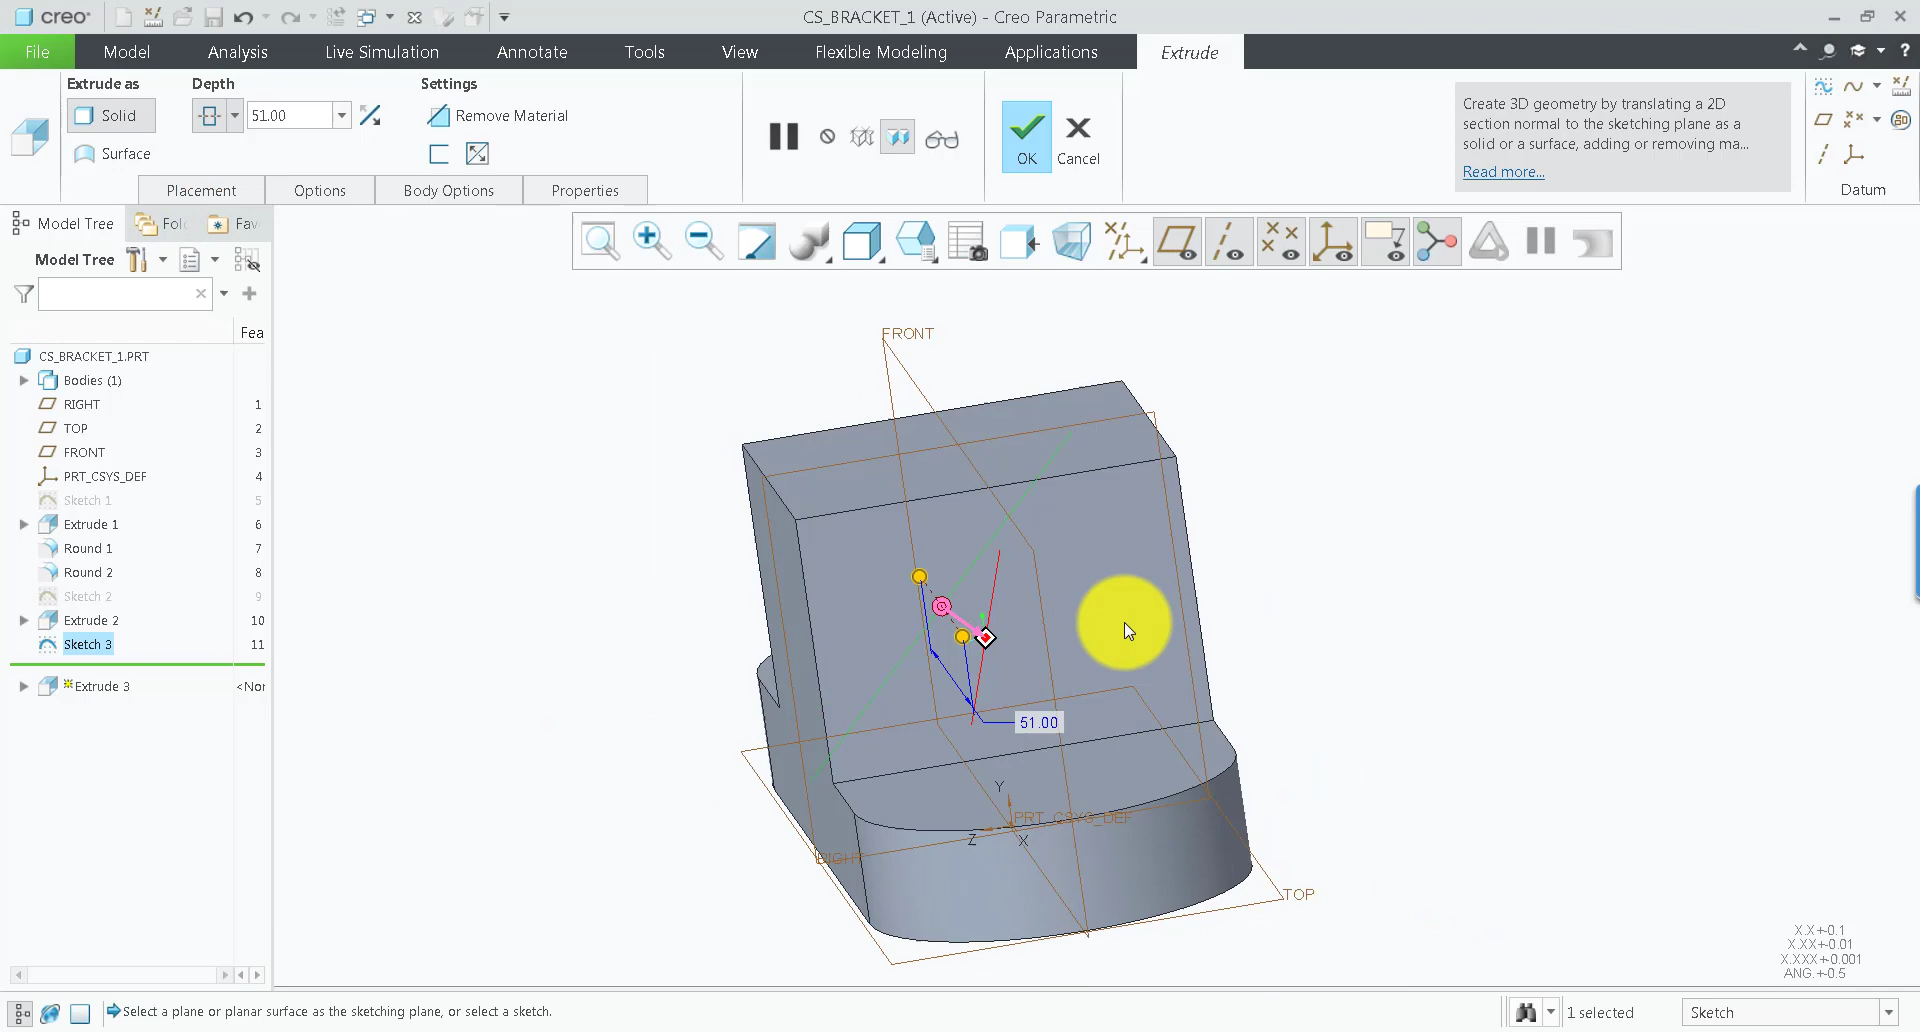 creo
CS_BRACKET_1 (Active) - Creo Parametric
File
Model
Analysis
Live Simulation
Annotate
Tools
View
Flexible Modeling
Applications
Extrude
Extrude as
Depth
Settings
Solid
51.00
Remove Material
Surface
OK
Cancel
Create 3D geometry by translating a 2D
section normal to the sketching plane as a
solid or a surface, adding or removing ma...
Read more...
Placement
Options
Body Options
Properties
Datum
Model Tree
Fol
Fav
Model Tree
Fea
CS_BRACKET_1.PRT
Bodies (1)
RIGHT 1
TOP 2
FRONT 3
PRT_CSYS_DEF 4
Sketch 1 5
Extrude 1 6
Round 1 7
Round 2 8
Sketch 2 9
Extrude 2 10
Sketch 3 11
Extrude 3 <Nor
FRONT
51.00
Y
PRT_CSYS_DEF
Z
X
RIGHT
TOP
X.X+-0.1
X.XX+-0.01
X.XXX+-0.001
ANG.+-0.5
Select a plane or planar surface as the sketching plane, or select a sketch.
1 selected
Sketch